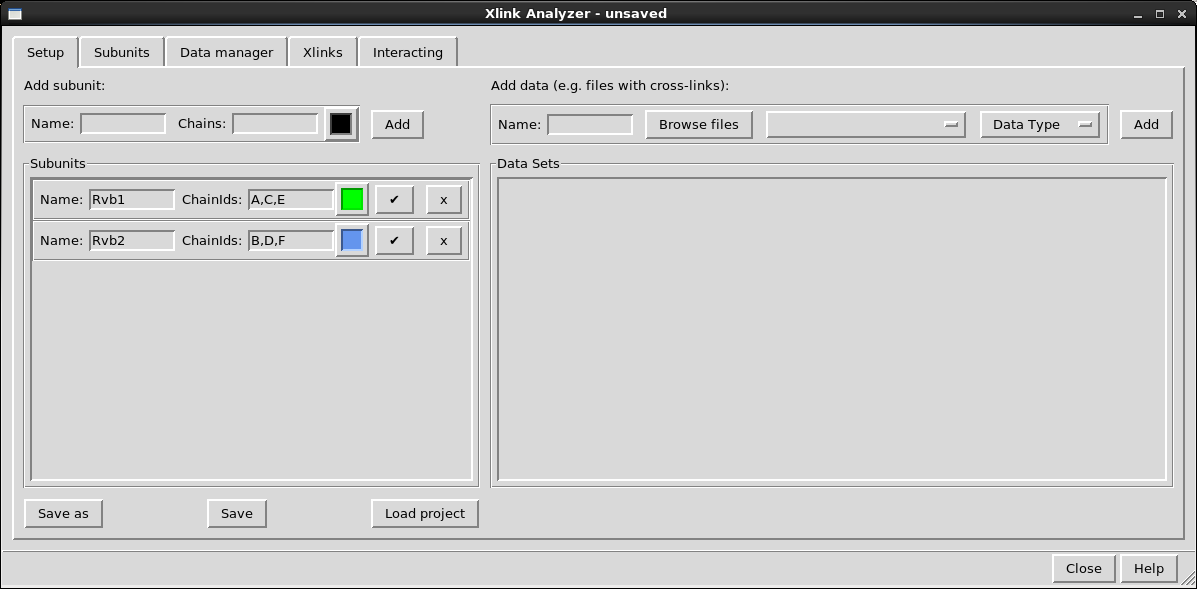 Xlink Analyzer - unsaved
Setup Subunits Data manager Xlinks Interacting
Add subunit: Add data (e.g. files with cross-links):
Name: Chains: Add Name: Browse files Data Type Add
Subunits Data Sets
Name: Rvb1 ChainIds: A,C,E ✔ x
Name: Rvb2 ChainIds: B,D,F ✔ x
Save as Save Load project
Close Help